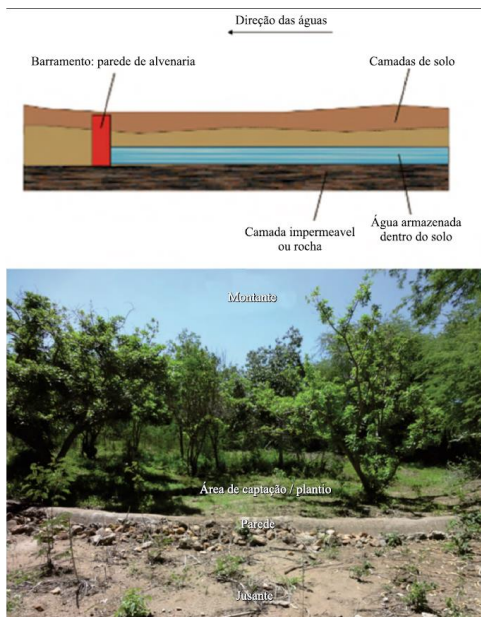 Direção das águas
Barramento: parede de alvenaria
Camadas de solo
Camada impermeavel
ou rocha
Água armazenada
dentro do solo
Montante
Área de captação / plantio
Parede
Jusante